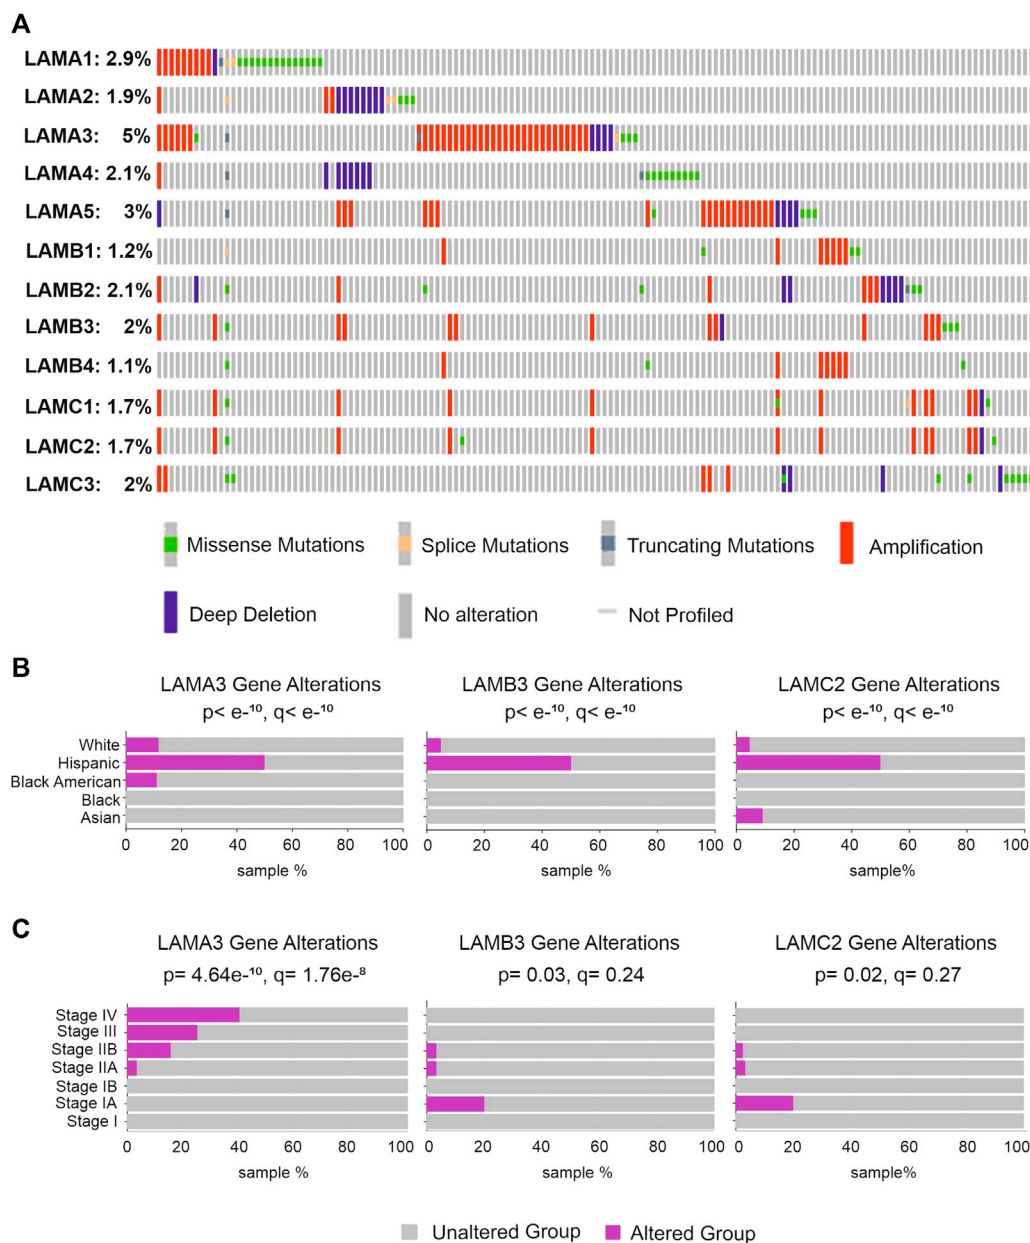 A
LAMA1: 2.9%
LAMA2: 1.9%
LAMA3: 5%
LAMA4: 2.1%
LAMA5: 3%
LAMB1: 1.2%
LAMB2: 2.1%
LAMB3: 2%
LAMB4: 1.1%
LAMC1: 1.7%
LAMC2: 1.7%
LAMC3: 2%
Missense Mutations Splice Mutations Truncating Mutations Amplification
Deep Deletion No alteration Not Profiled
B
LAMA3 Gene Alterations LAMB3 Gene Alterations LAMC2 Gene Alterations
p< e-¹⁰, q< e-¹⁰ p< e-¹⁰, q< e-¹⁰ p< e-¹⁰, q< e-¹⁰
White
Hispanic
Black American
Black
Asian
0 20 40 60 80 100 0 20 40 60 80 100 0 20 40 60 80 100
sample % sample % sample%
C
LAMA3 Gene Alterations LAMB3 Gene Alterations LAMC2 Gene Alterations
p= 4.64e-¹⁰, q= 1.76e-⁸ p= 0.03, q= 0.24 p= 0.02, q= 0.27
Stage IV
Stage III
Stage IIB
Stage IIA
Stage IB
Stage IA
Stage I
0 20 40 60 80 100 0 20 40 60 80 100 0 20 40 60 80 100
sample % sample % sample%
Unaltered Group Altered Group